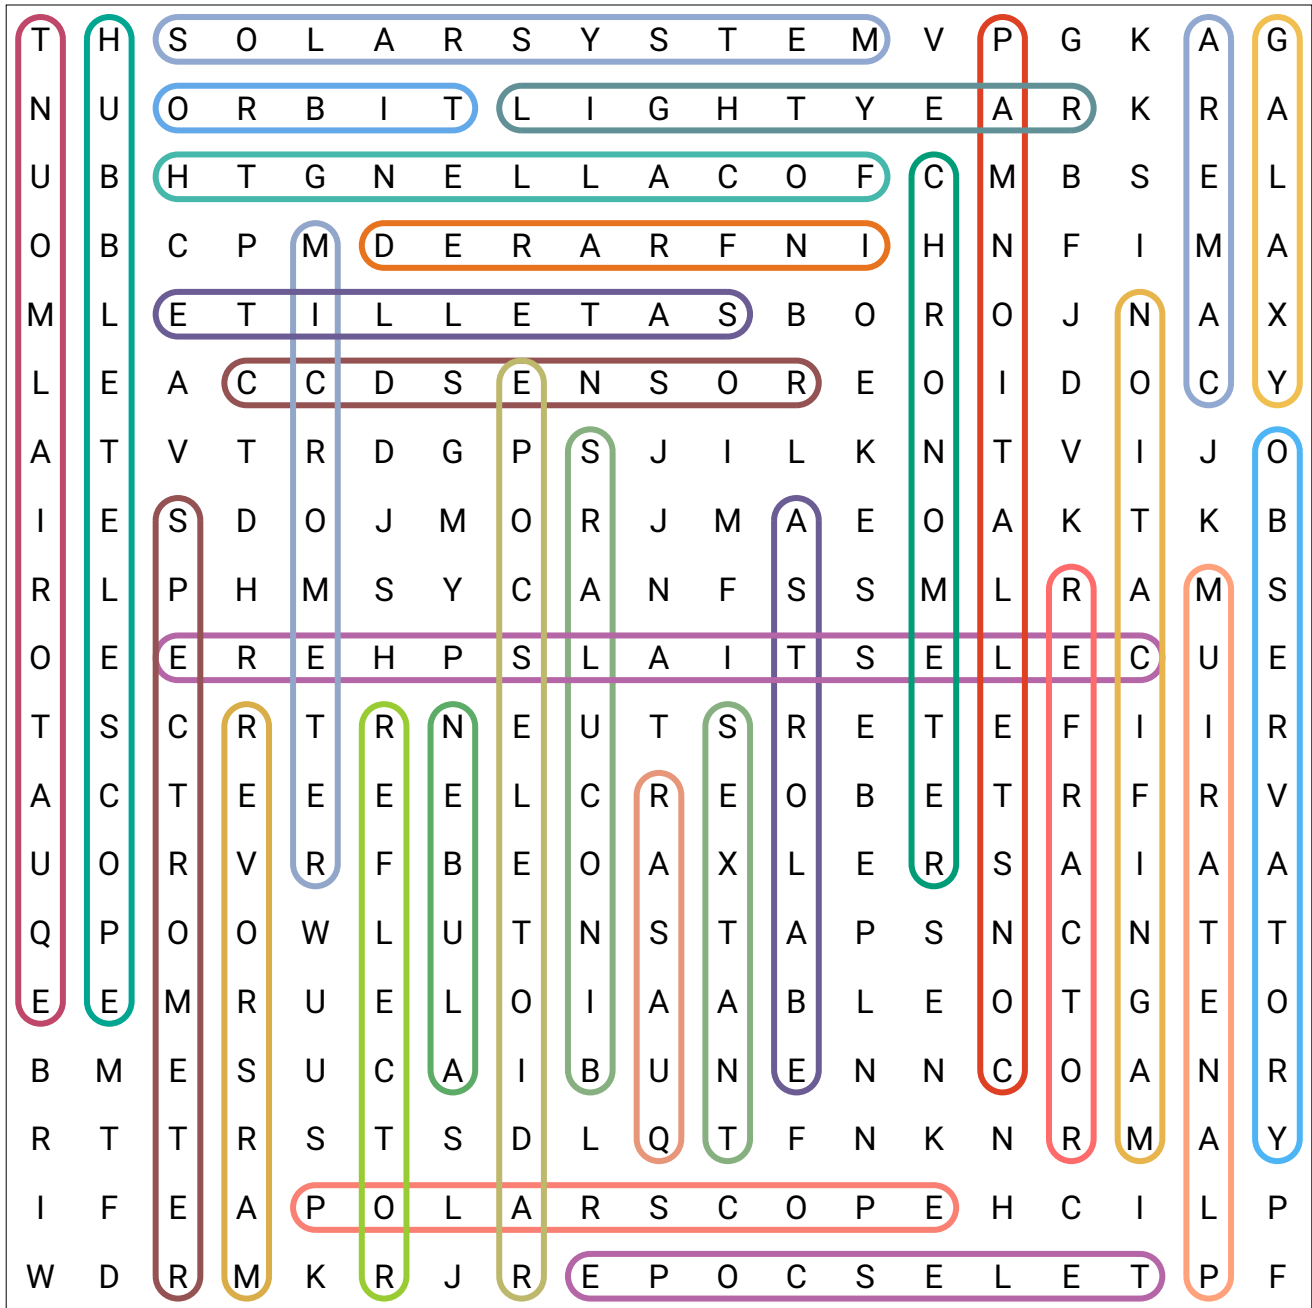 T H S O L A R S Y S T E M V P G K A G
N U O R B I T L I G H T Y E A R K R A
U B H T G N E L L A C O F C M B S E L
O B C P M D E R A R F N I H N F I M A
M L E T I L L E T A S B O R O J N A X
L E A C C D S E N S O R E O I D O C Y
A T V T R D G P S J I L K N T V I J O
I E S D O J M O R J M A E O A K T K B
R L P H M S Y C A N F S S M L R A M S
O E E R E H P S L A I T S E L E C U E
T S C R T R N E U T S R E T E F I I R
A C T E E E E L C R E O B E T R F R V
U O R V R F B E O A X L E R S A I A A
Q P O O W L U T N S T A P S N C N T T
E E M R U E L O I A A B L E O T G E O
B M E S U C A I B U N E N N C O A N R
R T T R S T S D L Q T F N K N R M A Y
I F E A P O L A R S C O P E H C I L P
W D R M K R J R E P O C S E L E T P F